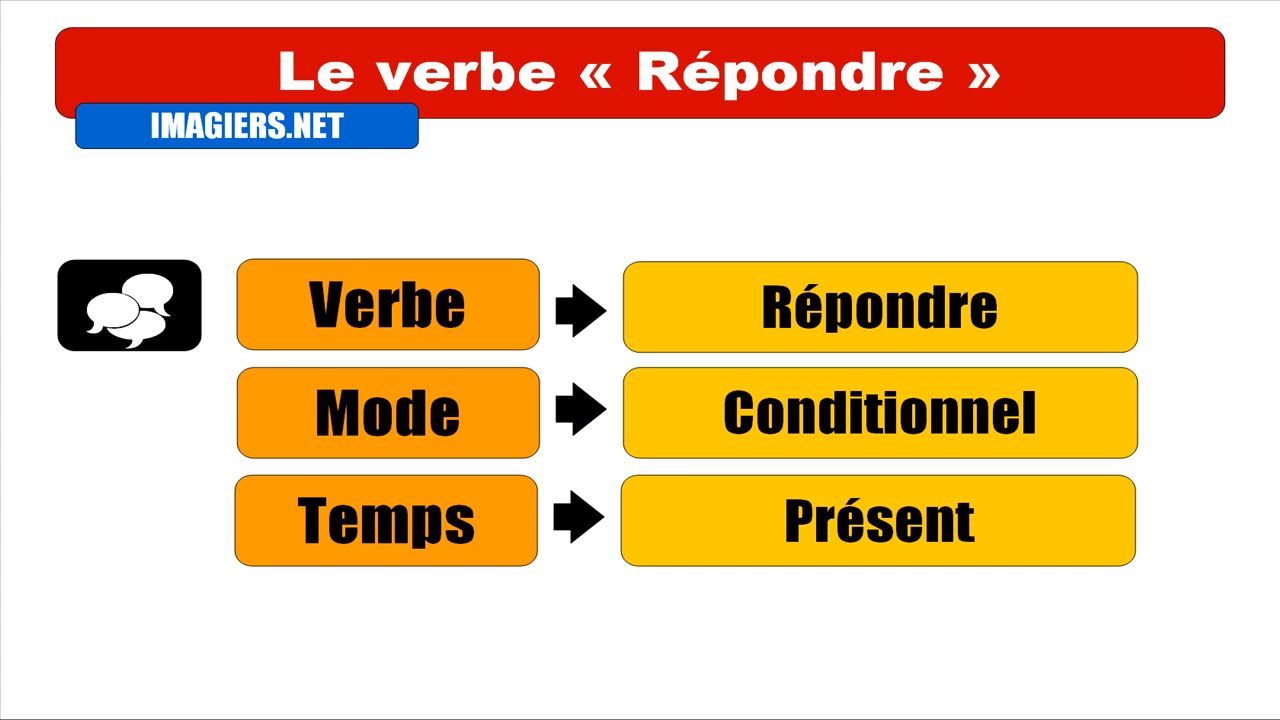 Le verbe « Répondre »
IMAGIERS.NET
Verbe Répondre
Mode Conditionnel
Temps Présent